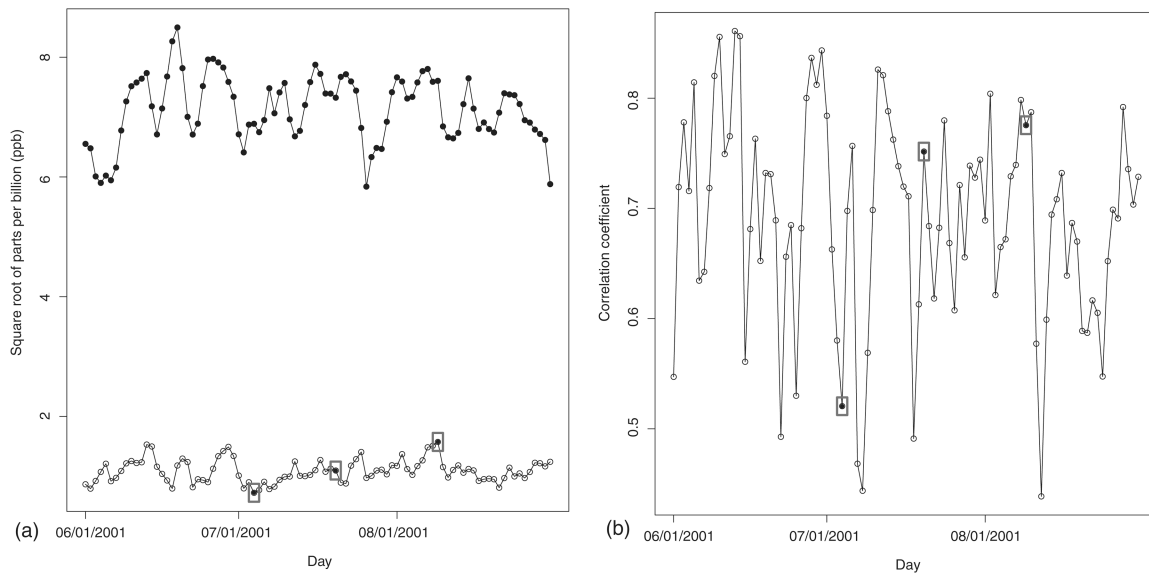 Square root of parts per billion (ppb)
8
6
4
2
06/01/2001
07/01/2001
08/01/2001
Day
(a)
Correlation coefficient
0.8
0.7
0.6
0.5
06/01/2001
07/01/2001
08/01/2001
Day
(b)